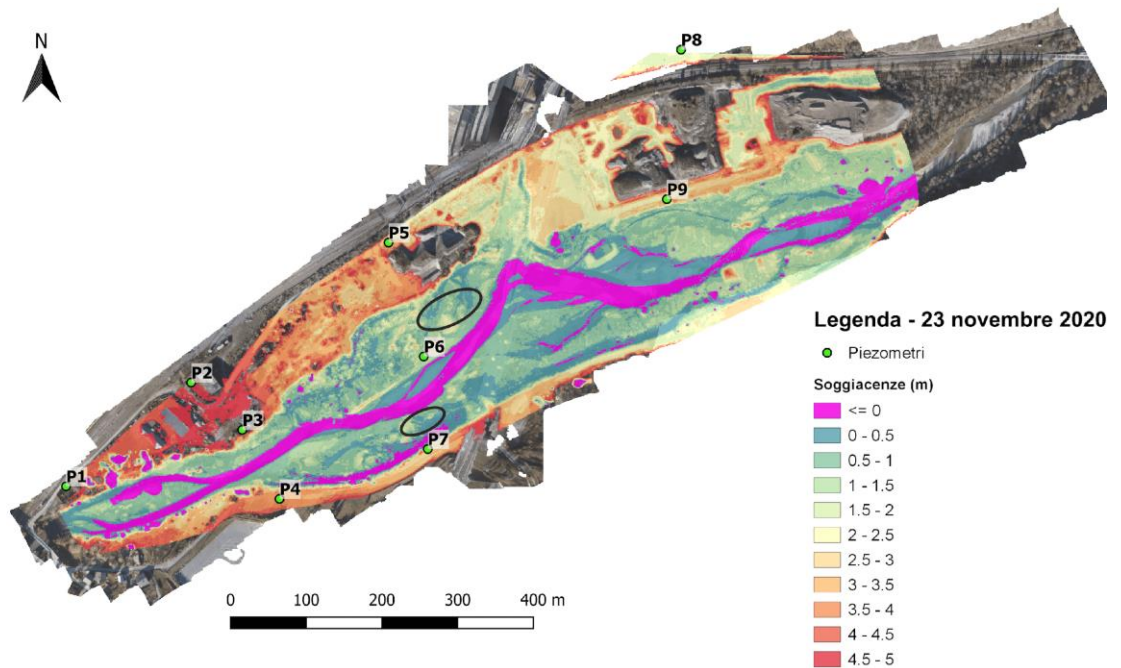 N
P8
P9
P5
P6
P2
P3
P7
P1
P4
0 100 200 300 400 m
Legenda - 23 novembre 2020
Piezometri
Soggiacenze (m)
<= 0
0 - 0.5
0.5 - 1
1 - 1.5
1.5 - 2
2 - 2.5
2.5 - 3
3 - 3.5
3.5 - 4
4 - 4.5
4.5 - 5